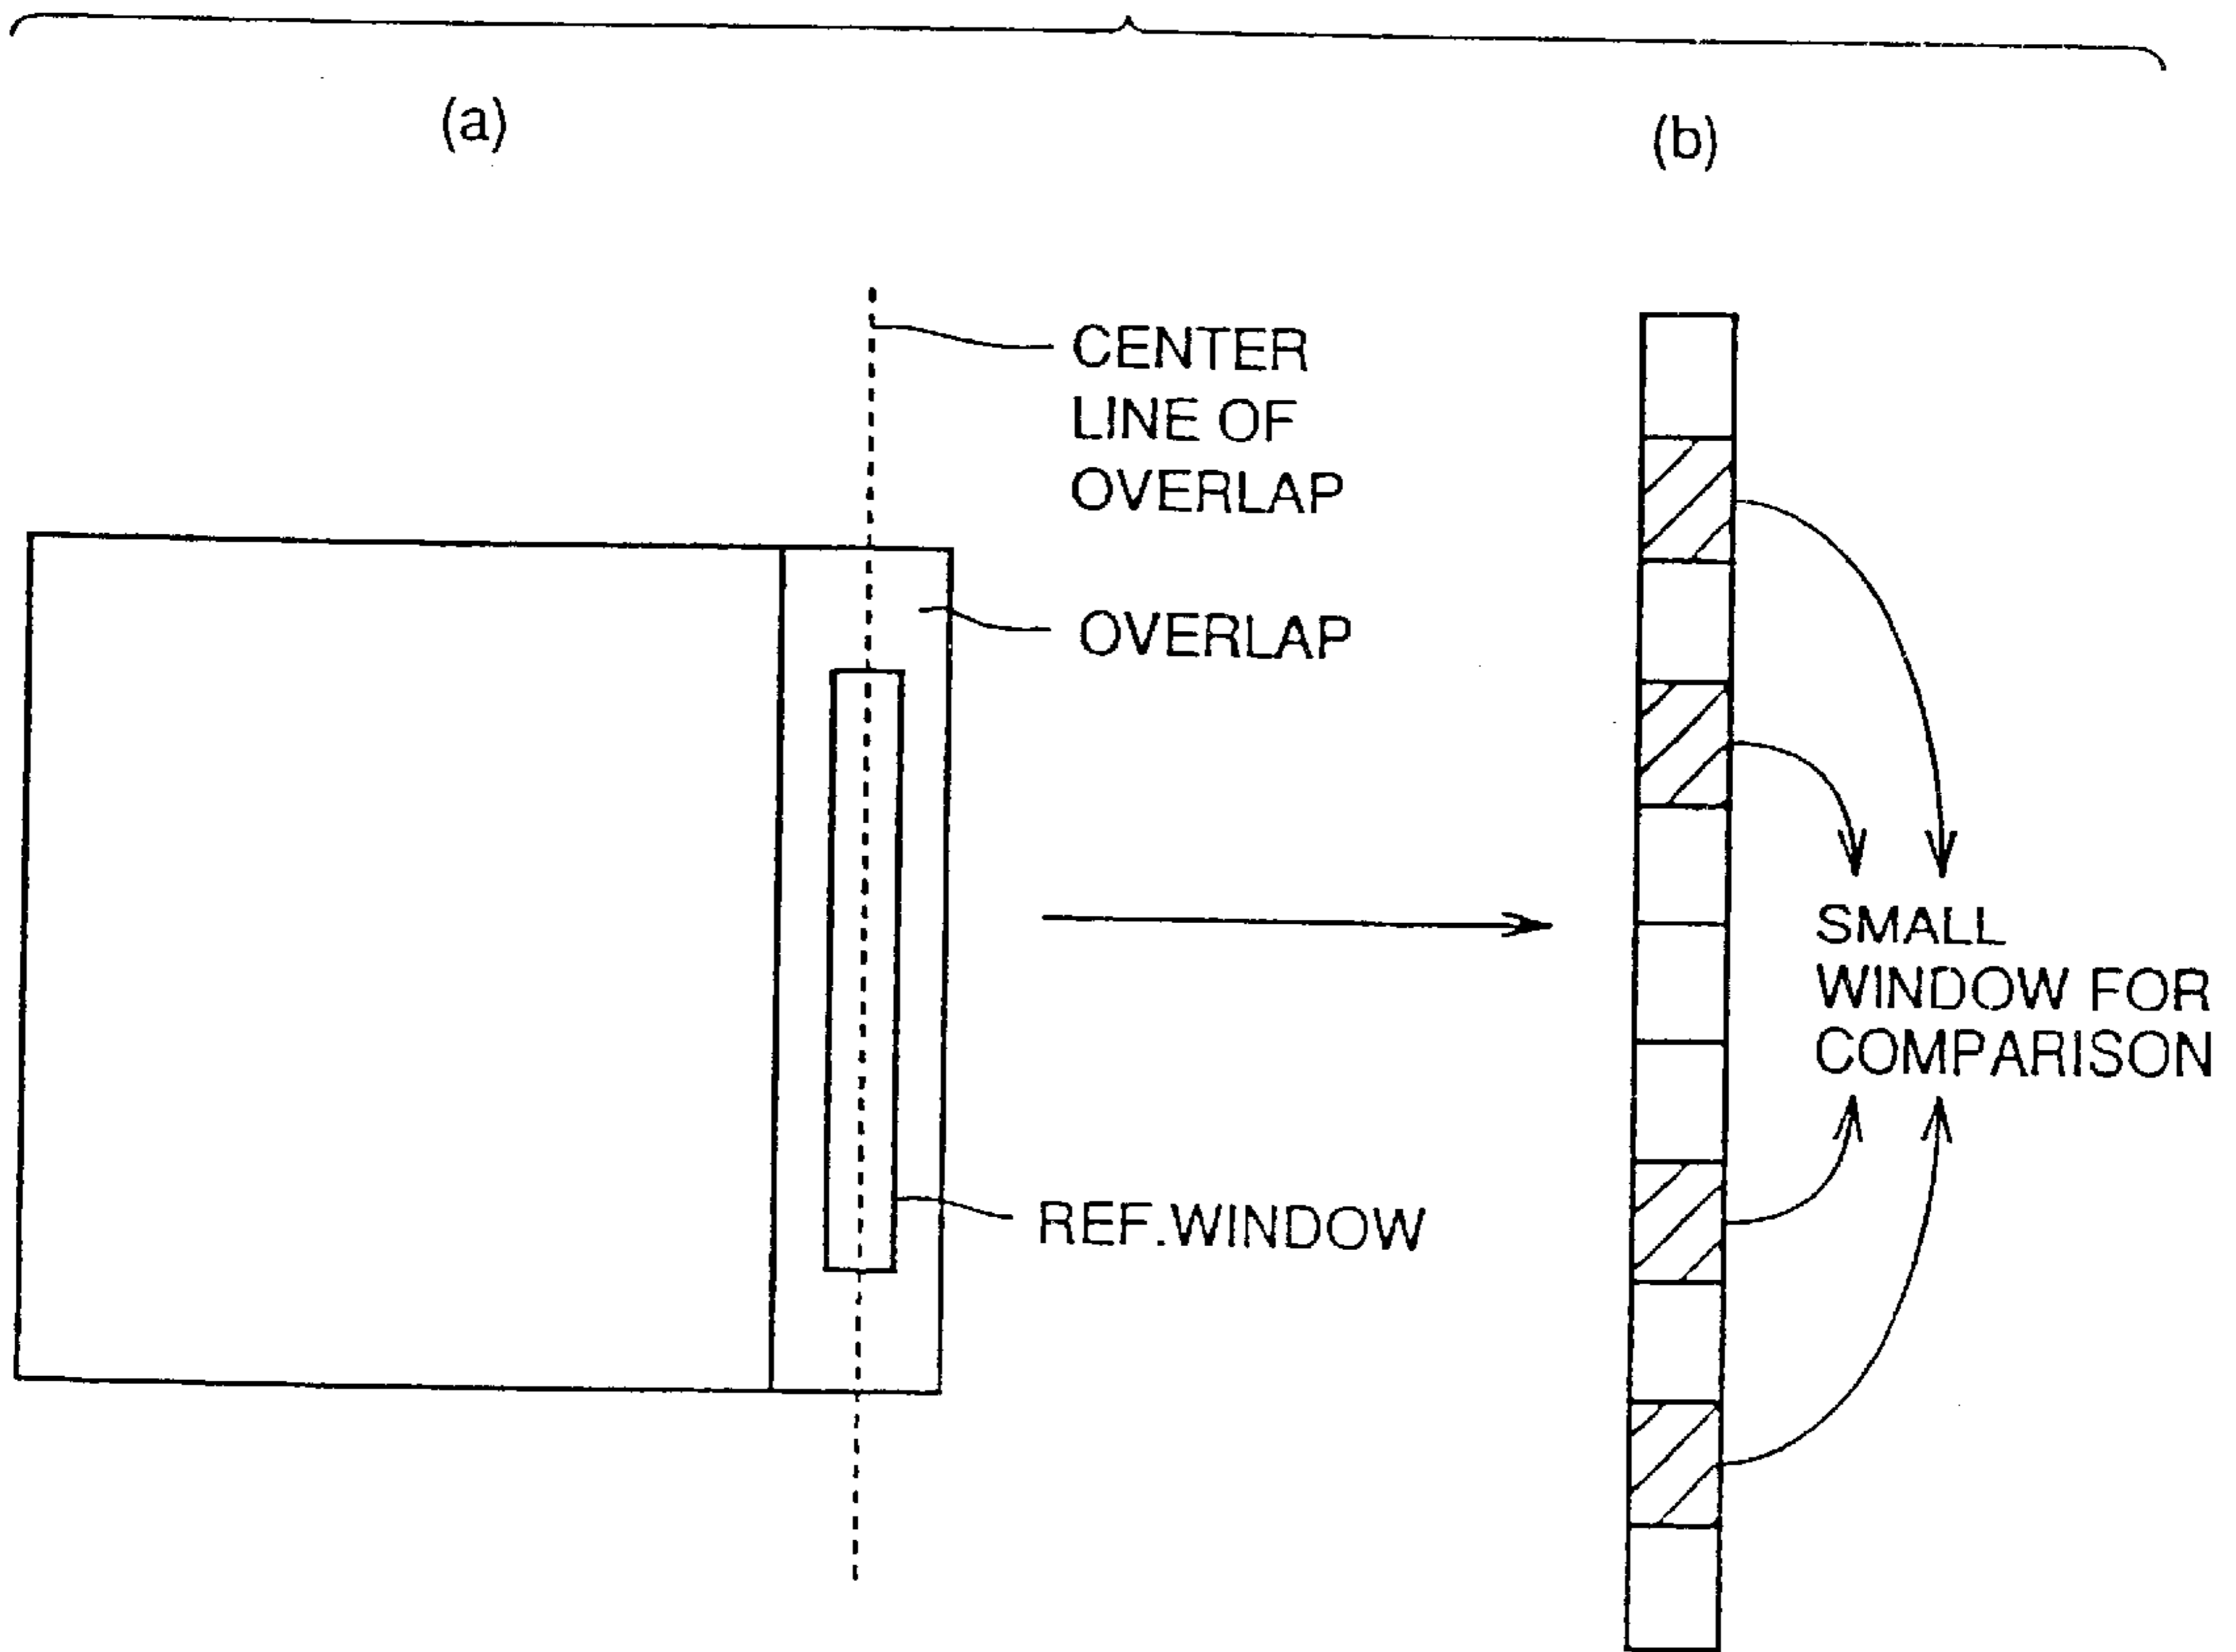 (a)
(b)
CENTER
LINE OF
OVERLAP
OVERLAP
REF.WINDOW
SMALL
WINDOW FOR
COMPARISON